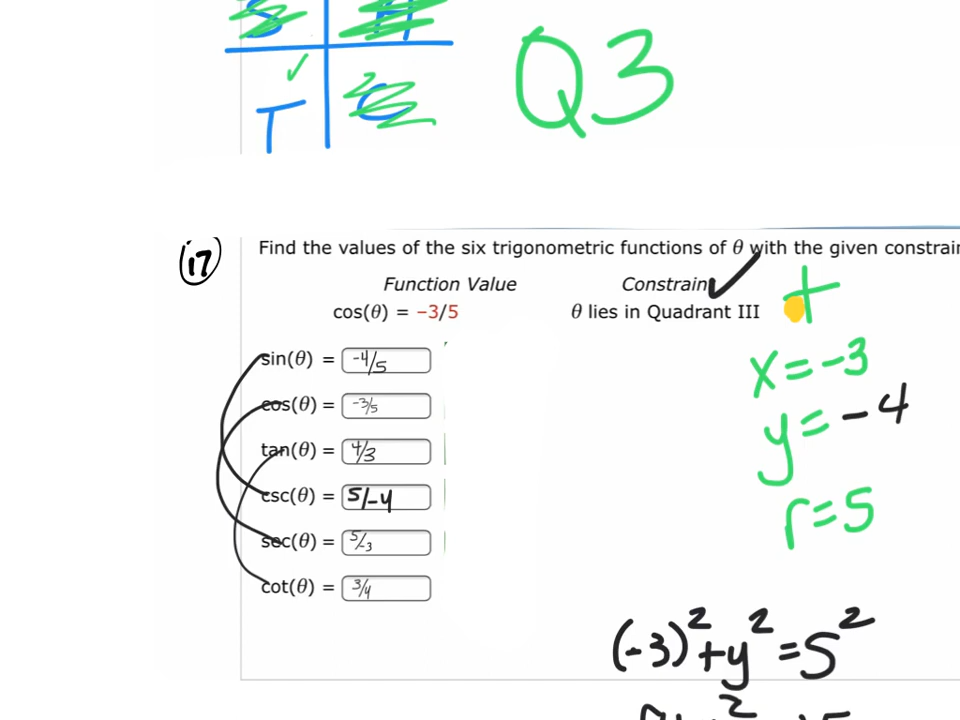 S A
T C
Q3
17
Find the values of the six trigonometric functions of θ with the given
Function Value
cos(θ) = −3/5
θ lies in Quadrant III
sin(θ) = -4/5
cos(θ) = -3/5
tan(θ) = 4/3
csc(θ) = 5/-4
sec(θ) = 5/-3
cot(θ) = 3/4
x=-3
y=-4
r=5
(-3)²+y²=5²